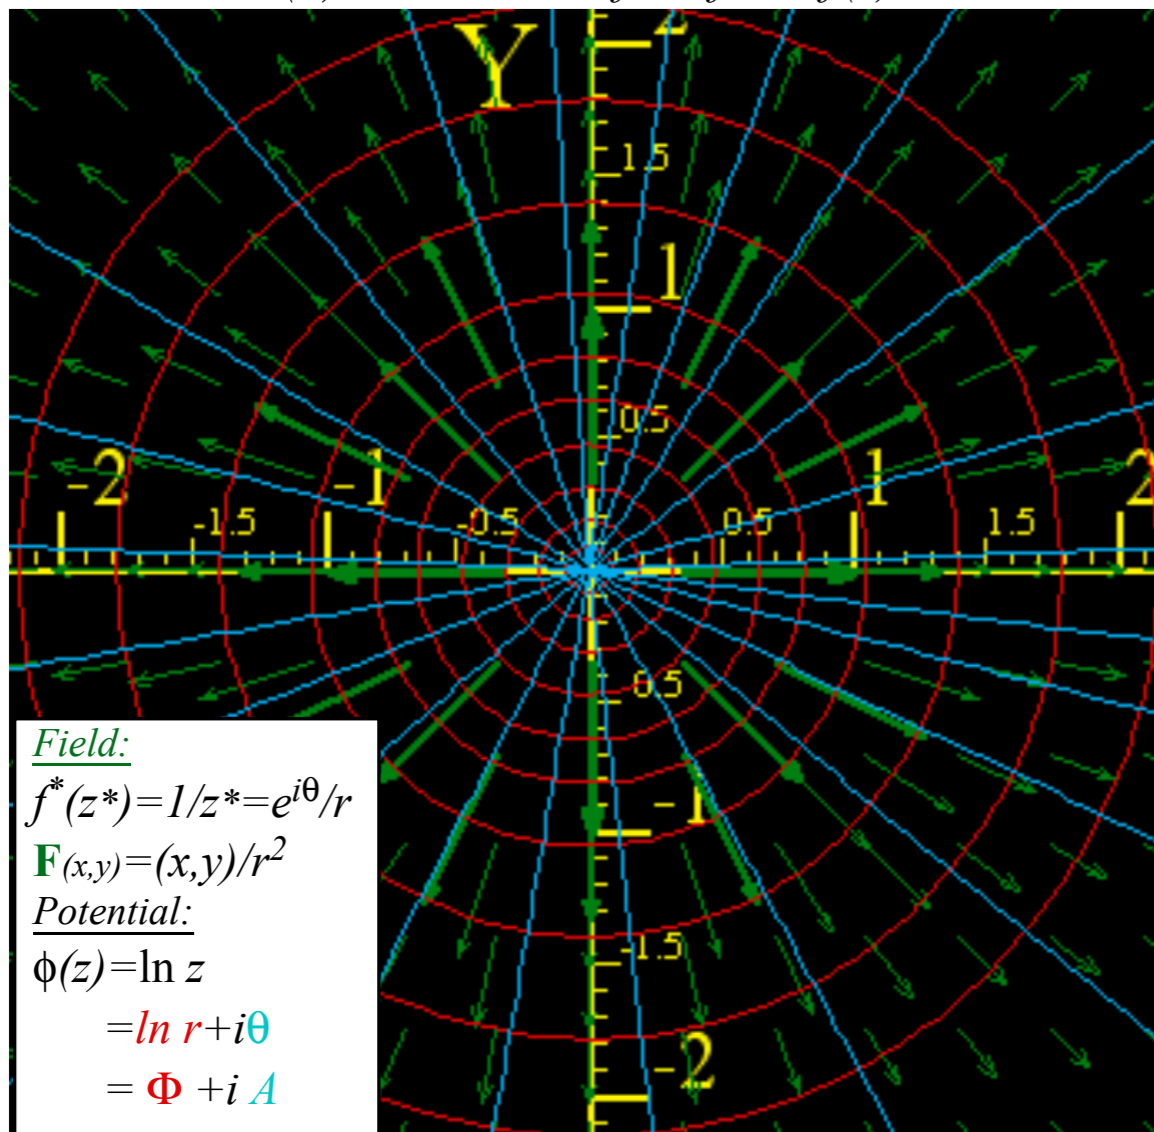 Y
2
1.5
1
0.5
-2 -1 1 2
-1.5 -0.5 0.5 1.5
0.5
-1
-1.5
-2
Field:
f*(z*)=1/z*=e^{iθ}/r
F(x,y)=(x,y)/r²
Potential:
ϕ(z)=ln z
=ln r+iθ
= Φ +i A